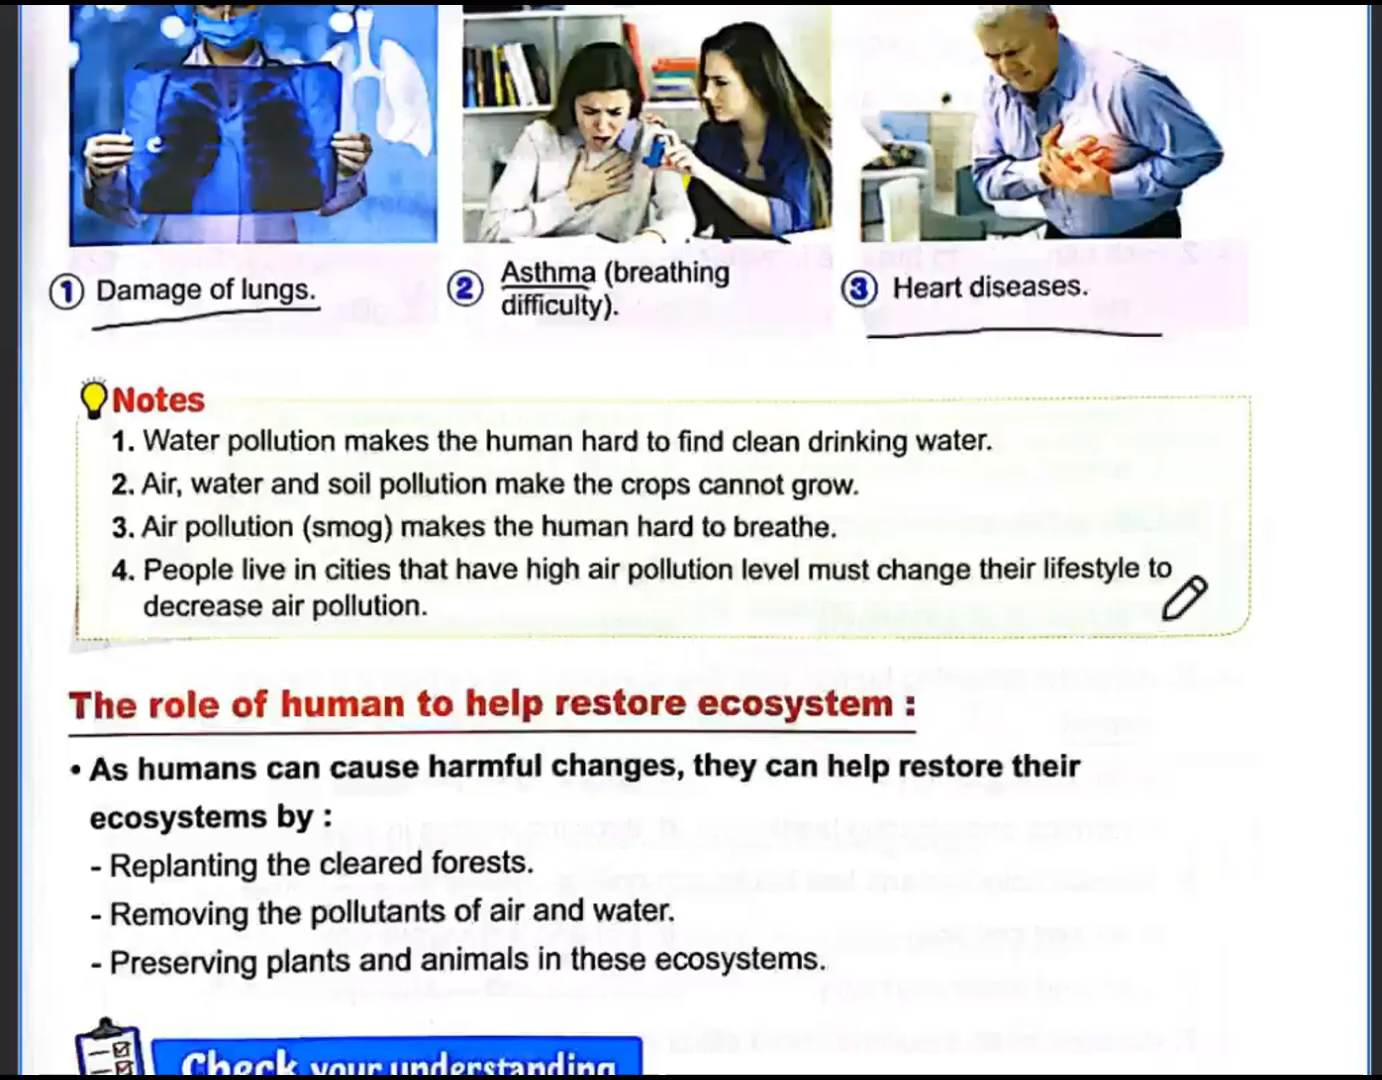 1 Damage of lungs.
2 Asthma (breathing
difficulty).
3 Heart diseases.
Notes
1. Water pollution makes the human hard to find clean drinking water.
2. Air, water and soil pollution make the crops cannot grow.
3. Air pollution (smog) makes the human hard to breathe.
4. People live in cities that have high air pollution level must change their lifestyle to
decrease air pollution.
The role of human to help restore ecosystem :
• As humans can cause harmful changes, they can help restore their
ecosystems by :
- Replanting the cleared forests.
- Removing the pollutants of air and water.
- Preserving plants and animals in these ecosystems.
Check your understanding